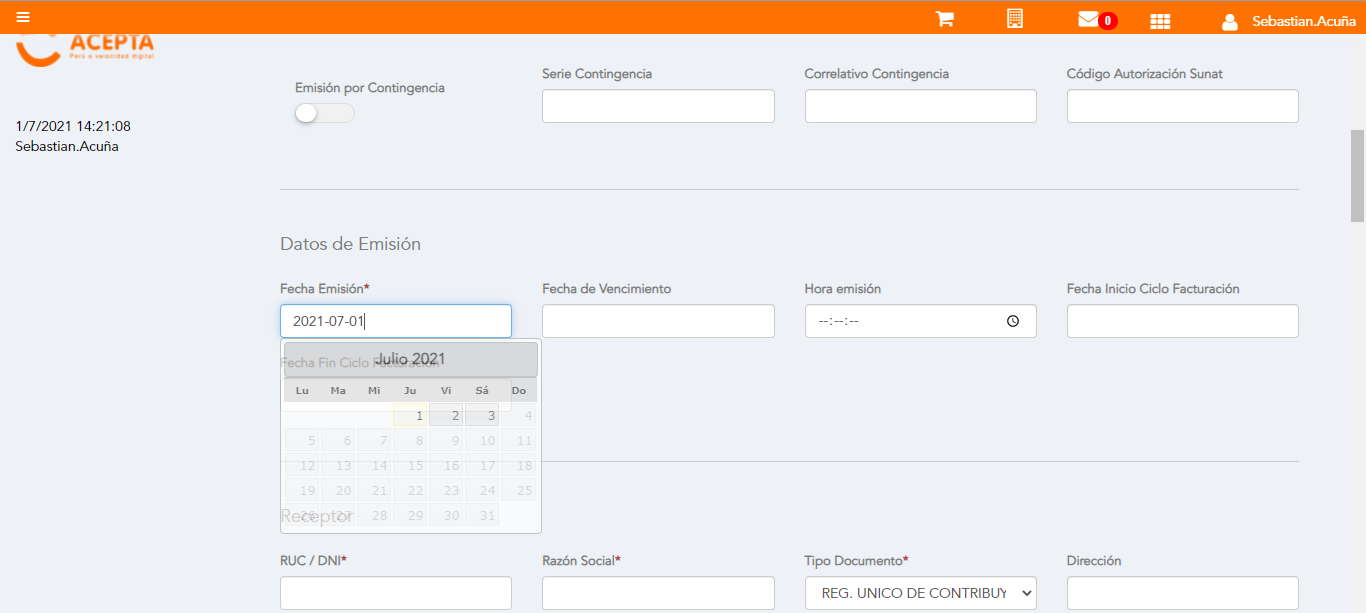 0
Sebastian.Acuña
ACEPTA
Perú a velocidad digital
1/7/2021 14:21:08
Sebastian.Acuña
Emisión por Contingencia
Serie Contingencia
Correlativo Contingencia
Código Autorización Sunat
Datos de Emisión
Fecha Emisión*
Fecha de Vencimiento
Hora emisión
Fecha Inicio Ciclo Facturación
2021-07-01
--:--:--
Julio 2021
Fecha Fin Ciclo Facturación
Lu Ma Mi Ju Vi Sá Do
1 2 3 4
5 6 7 8 9 10 11
12 13 14 15 16 17 18
19 20 21 22 23 24 25
26 27 28 29 30 31
Receptor
RUC / DNI*
Razón Social*
Tipo Documento*
Dirección
REG. UNICO DE CONTRIBUY